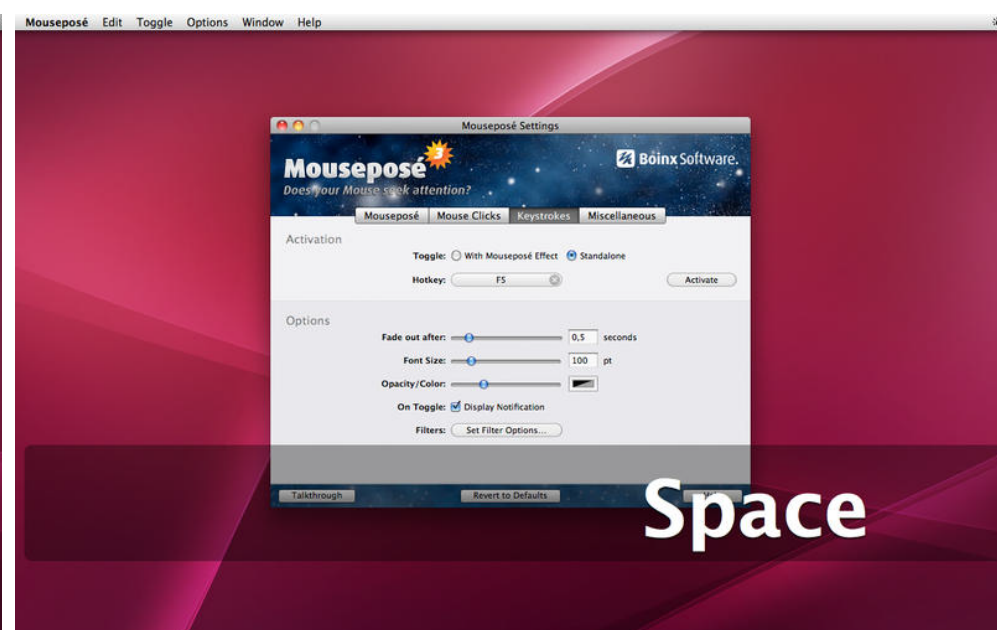 Mouseposé Edit Toggle Options Window Help
Mouseposé Settings
Mouseposé 3
Boinx Software.
Does your Mouse seek attention?
Mouseposé Mouse Clicks Keystrokes Miscellaneous
Activation
Toggle: With Mouseposé Effect Standalone
Hotkey: F5 Activate
Options
Fade out after: 0,5 seconds
Font Size: 100 pt
Opacity/Color:
On Toggle: Display Notification
Filters: Set Filter Options...
Talkthrough Revert to Defaults
Space